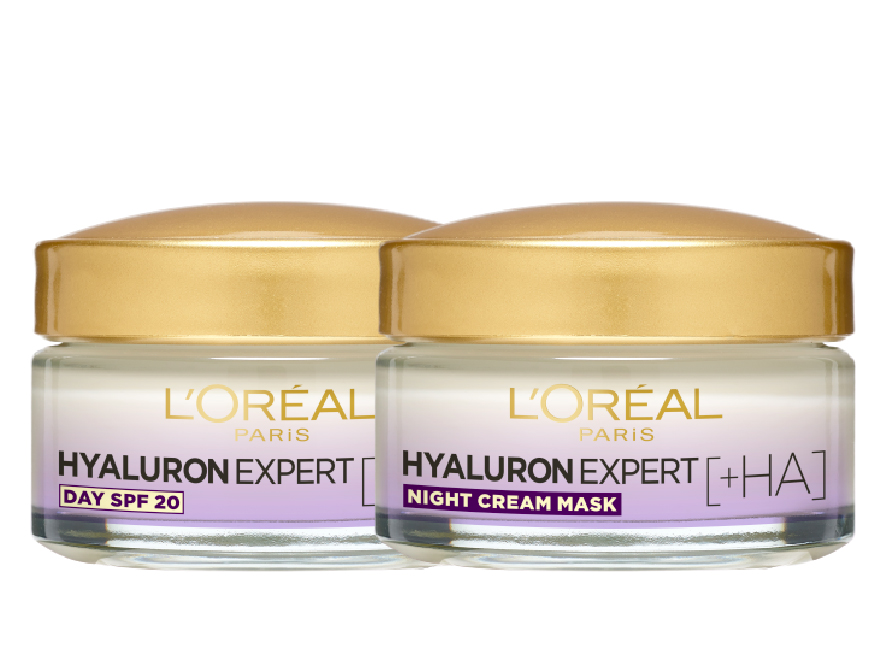 L'ORÉAL
PARiS
HYALURON EXPERT [
DAY SPF 20
L'ORÉAL
PARiS
HYALURON EXPERT [+HA]
NIGHT CREAM MASK